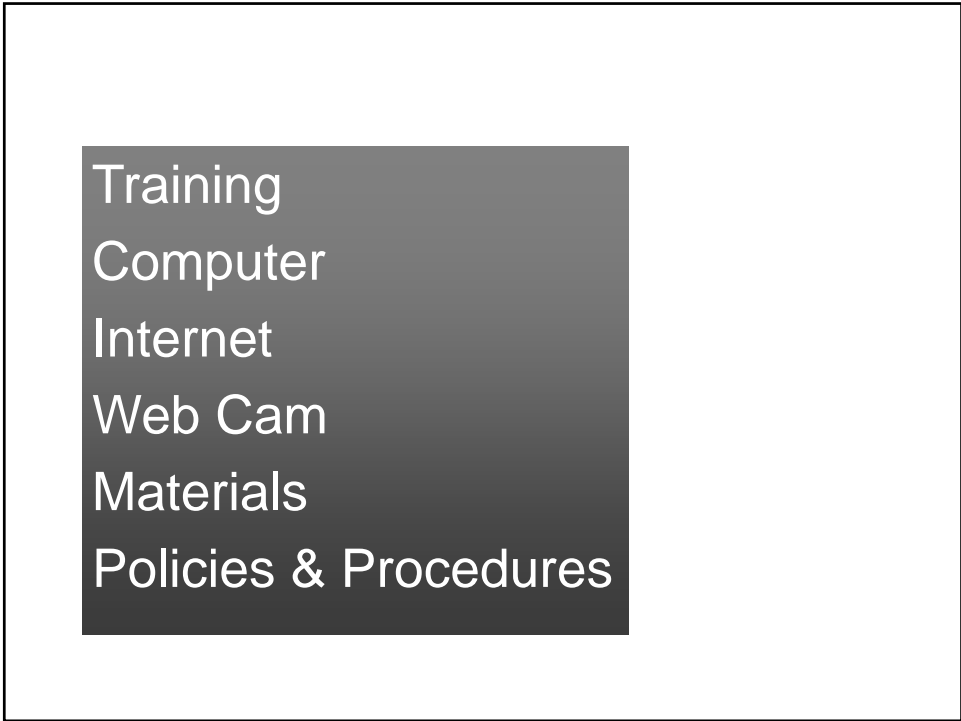 Training
Computer
Internet
Web Cam
Materials
Policies & Procedures